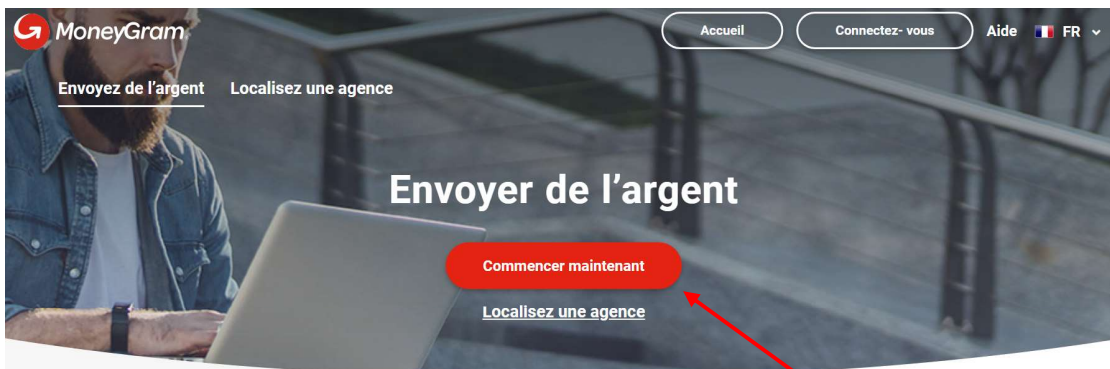 MoneyGram
Accueil
Connectez- vous
Aide
FR
Envoyez de l'argent
Localisez une agence
Envoyer de l'argent
Commencer maintenant
Localisez une agence